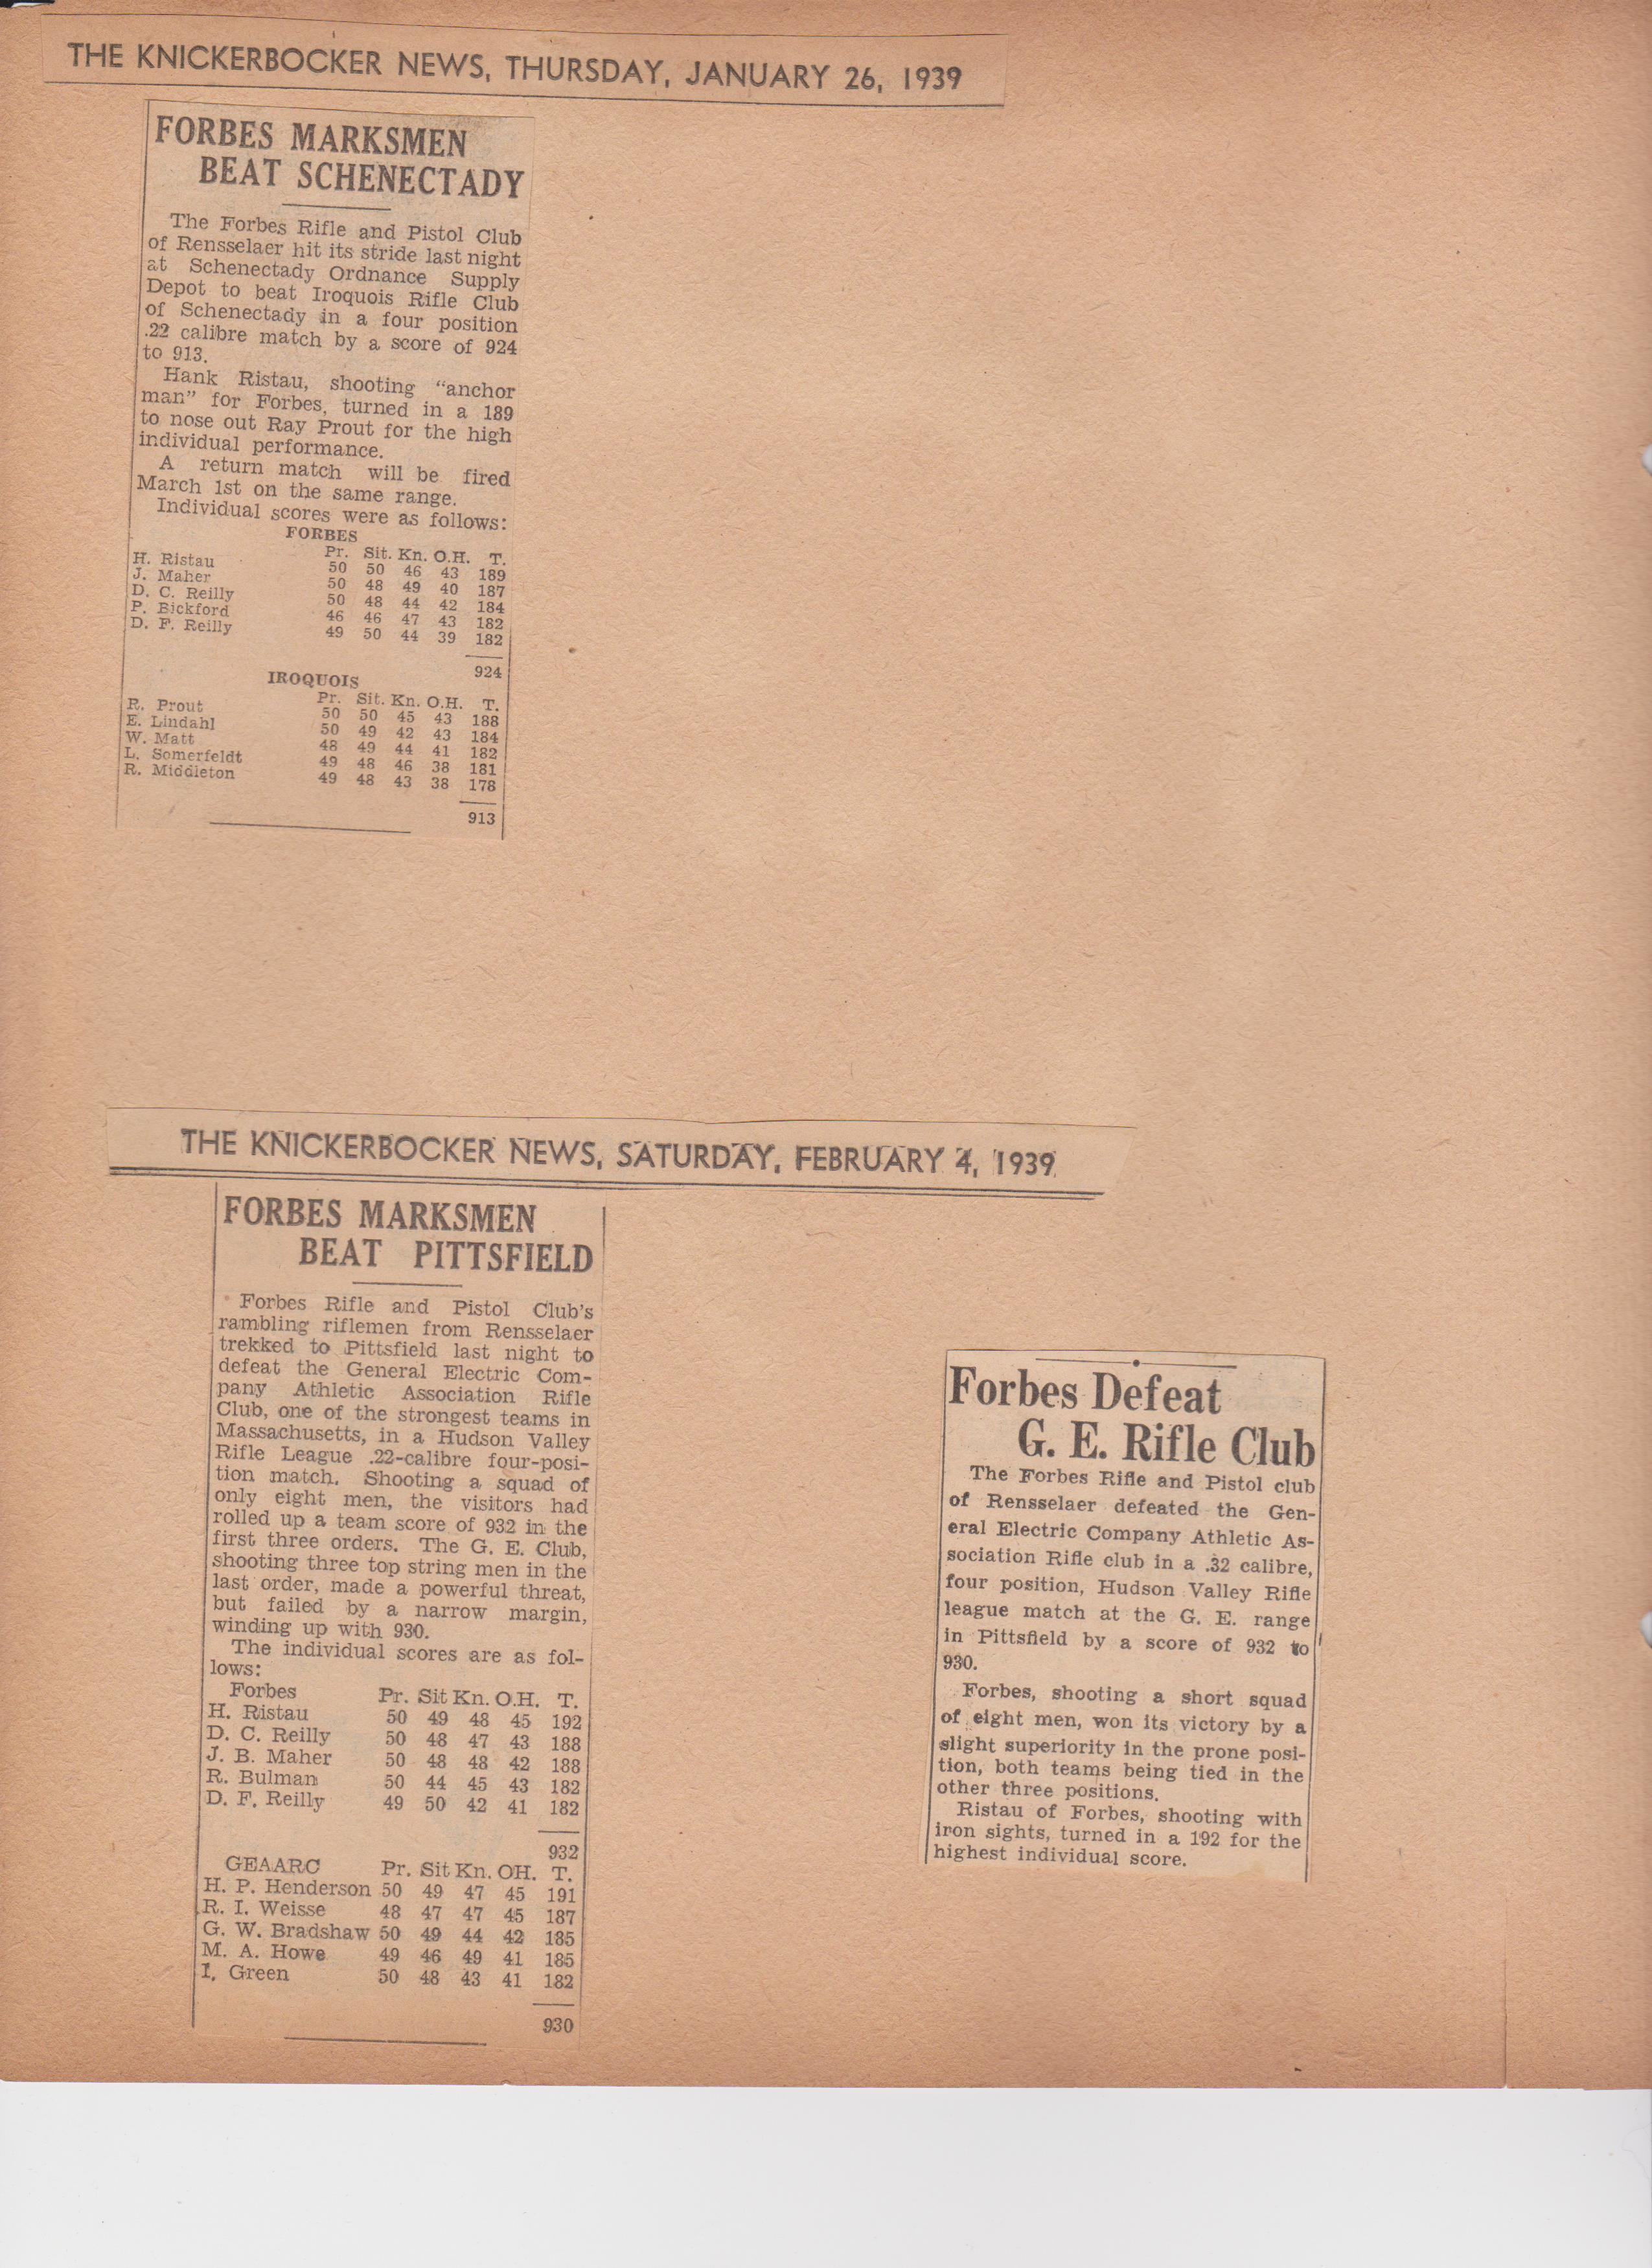 THE KNICKERBOCKER NEWS, THURSDAY, JANUARY 26, 1939
FORBES MARKSMEN
BEAT SCHENECTADY
The Forbes Rifle and Pistol Club
of Rensselaer hit its stride last night
at Schenectady Ordnance Supply
Depot to beat Iroquois Rifle Club
of Schenectady in a four position
.22 calibre match by a score of 924
to 913.
Hank Ristau, shooting “anchor
man” for Forbes, turned in a 189
to nose out Ray Prout for the high
individual performance.
A return match will be fired
March 1st on the same range.
Individual scores were as follows:
FORBES
Pr. Sit. Kn. O.H. T.
H. Ristau 50 50 46 43 189
J. Maher 50 48 49 40 187
D. C. Reilly 50 48 44 42 184
P. Bickford 46 46 47 43 182
D. F. Reilly 49 50 44 39 182
924
IROQUOIS
Pr. Sit. Kn. O.H. T.
R. Prout 50 50 45 43 188
E. Lindahl 50 49 42 43 184
W. Matt 48 49 44 41 182
L. Somerfeldt 49 48 46 38 181
R. Middleton 49 48 43 38 178
913
THE KNICKERBOCKER NEWS, SATURDAY, FEBRUARY 4, 1939
FORBES MARKSMEN
BEAT PITTSFIELD
Forbes Rifle and Pistol Club's
rambling riflemen from Rensselaer
trekked to Pittsfield last night to
defeat the General Electric Com-
pany Athletic Association Rifle
Club, one of the strongest teams in
Massachusetts, in a Hudson Valley
Rifle League .22-calibre four-posi-
tion match. Shooting a squad of
only eight men, the visitors had
rolled up a team score of 932 in the
first three orders. The G. E. Club,
shooting three top string men in the
last order, made a powerful threat,
but failed by a narrow margin,
winding up with 930.
The individual scores are as fol-
lows:
Forbes Pr. Sit Kn. O.H. T.
H. Ristau 50 49 48 45 192
D. C. Reilly 50 48 47 43 188
J. B. Maher 50 48 48 42 188
R. Bulman 50 44 45 43 182
D. F. Reilly 49 50 42 41 182
932
GEAARC Pr. Sit Kn. OH. T.
H. P. Henderson 50 49 47 45 191
R. I. Weisse 48 47 47 45 187
G. W. Bradshaw 50 49 44 42 185
M. A. Howe 49 46 49 41 185
I. Green 50 48 43 41 182
930
Forbes Defeat
G. E. Rifle Club
The Forbes Rifle and Pistol club
of Rensselaer defeated the Gen-
eral Electric Company Athletic As-
sociation Rifle club in a .32 calibre,
four position, Hudson Valley Rifle
league match at the G. E. range
in Pittsfield by a score of 932 to
930.
Forbes, shooting a short squad
of eight men, won its victory by a
slight superiority in the prone posi-
tion, both teams being tied in the
other three positions.
Ristau of Forbes, shooting with
iron sights, turned in a 192 for the
highest individual score.